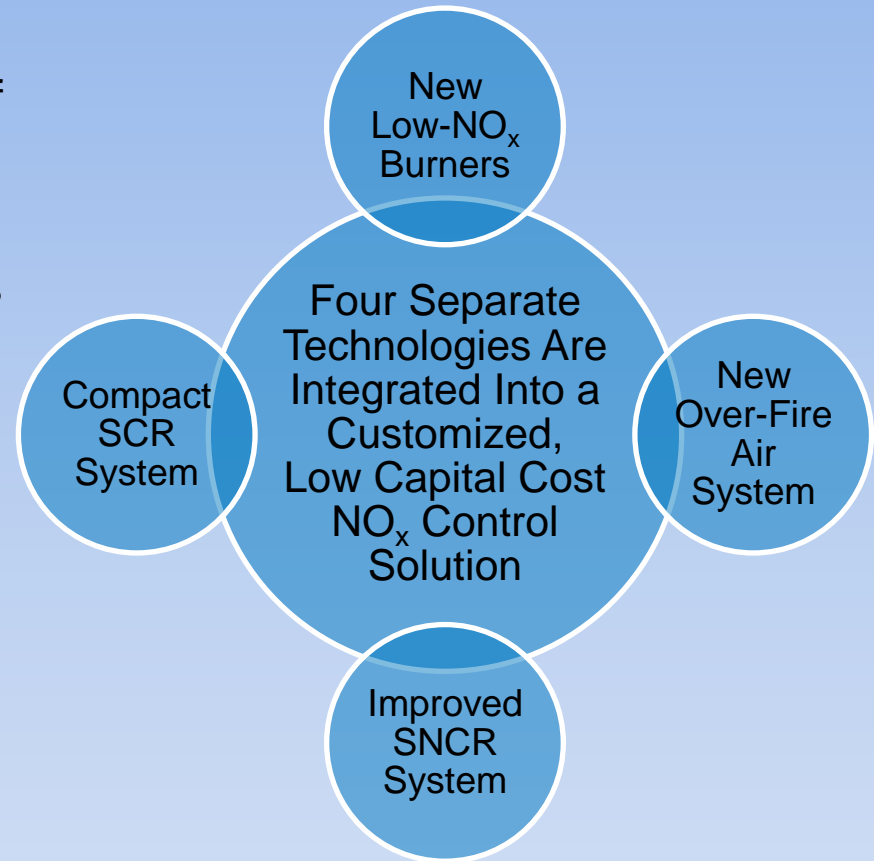 New
Low-NOₓ
Burners
Four Separate
Technologies Are
Integrated Into a
Customized,
Low Capital Cost
NOₓ Control
Solution
Compact
SCR
System
New
Over-Fire
Air
System
Improved
SNCR
System